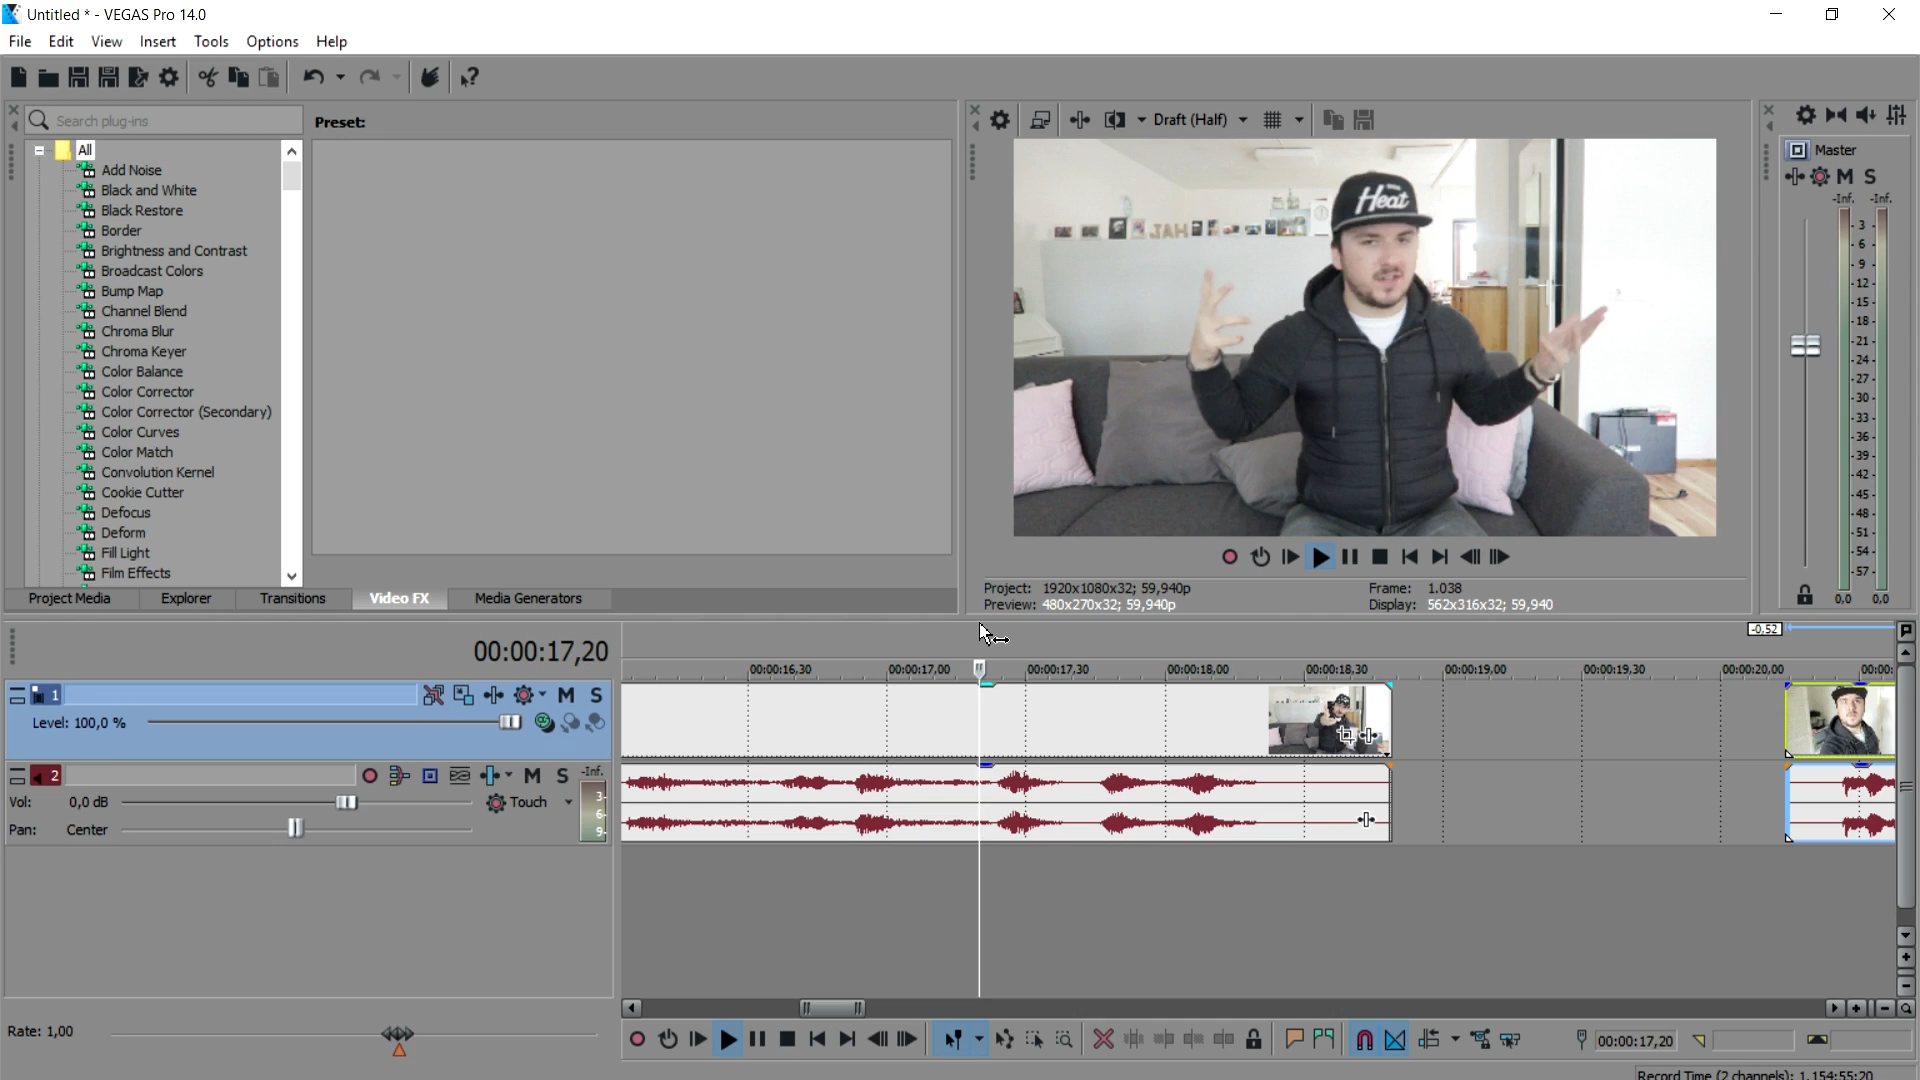 Untitled * - VEGAS Pro 14.0
File Edit View Insert Tools Options Help
Search plug-ins
Preset:
All
Add Noise
Black and White
Black Restore
Border
Brightness and Contrast
Broadcast Colors
Bump Map
Channel Blend
Chroma Blur
Chroma Keyer
Color Balance
Color Corrector
Color Corrector (Secondary)
Color Curves
Color Match
Convolution Kernel
Cookie Cutter
Defocus
Deform
Fill Light
Film Effects
Project Media Explorer Transitions Video FX Media Generators
Draft (Half)
Heat
JAH
Project: 1920x1080x32; 59,940p
Preview: 480x270x32; 59,940p
Frame: 1.038
Display: 562x316x32; 59,940
Master
M S
-Inf. -Inf.
3
6
9
12
15
18
21
24
27
30
33
36
39
42
45
48
51
54
57
0,0 0,0
00:00:17,20
-0,52
00:00:16,30 00:00:17,00 00:00:17,30 00:00:18,00 00:00:18,30 00:00:19,00 00:00:19,30 00:00:20,00 00:00:
1 M S
Level: 100,0 %
2 M S -Inf.
Vol: 0,0 dB Touch
Pan: Center
3
6
9
Rate: 1,00
00:00:17,20
Record Time (2 channels): 1.154:55:20